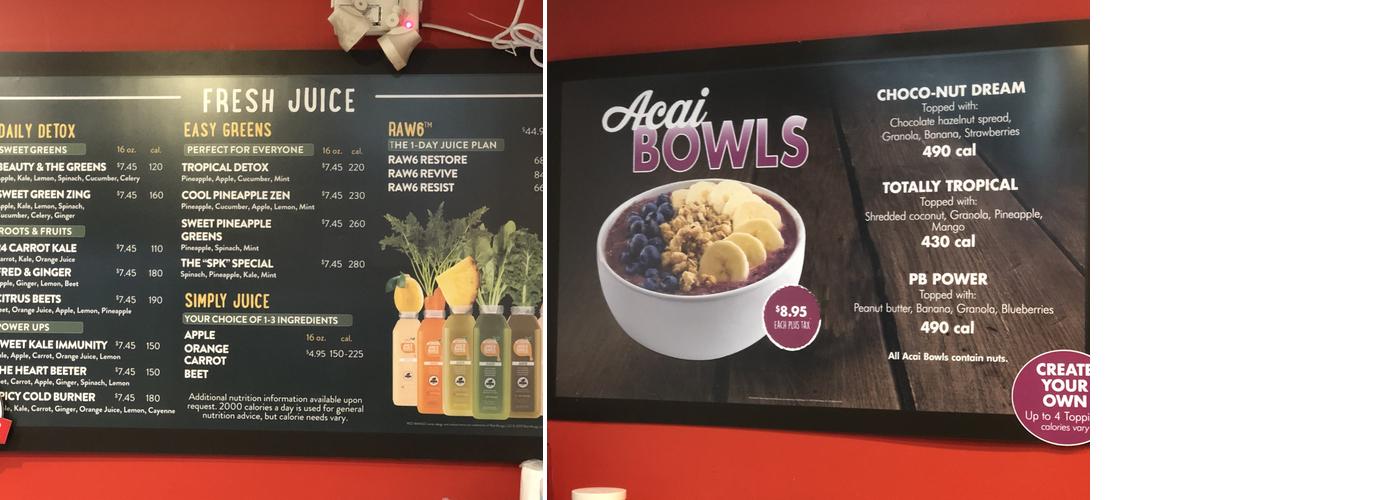 FRESH JUICE
DAILY DETOX
SWEET GREENS 16 oz. cal.
BEAUTY & THE GREENS $7.45 120
Apple, Kale, Lemon, Spinach, Cucumber, Celery
SWEET GREEN ZING $7.45 160
Apple, Kale, Lemon, Spinach,
Cucumber, Celery, Ginger
ROOTS & FRUITS
24 CARROT KALE $7.45 110
Carrot, Kale, Orange Juice
FRED & GINGER $7.45 180
Apple, Ginger, Lemon, Beet
CITRUS BEETS $7.45 190
Beet, Orange Juice, Apple, Lemon, Pineapple
POWER UPS
SWEET KALE IMMUNITY $7.45 150
Kale, Apple, Carrot, Orange Juice, Lemon
THE HEART BEETER $7.45 150
Beet, Carrot, Apple, Ginger, Spinach, Lemon
SPICY COLD BURNER $7.45 180
Kale, Carrot, Ginger, Orange Juice, Lemon, Cayenne
EASY GREENS
PERFECT FOR EVERYONE 16 oz. cal.
TROPICAL DETOX $7.45 220
Pineapple, Apple, Cucumber, Mint
COOL PINEAPPLE ZEN $7.45 230
Pineapple, Cucumber, Apple, Lemon, Mint
SWEET PINEAPPLE $7.45 260
GREENS
Pineapple, Spinach, Mint
THE "SPK" SPECIAL $7.45 280
Spinach, Pineapple, Kale, Mint
SIMPLY JUICE
YOUR CHOICE OF 1-3 INGREDIENTS
APPLE 16 oz. cal.
ORANGE $4.95 150-225
CARROT
BEET
Additional nutrition information available upon
request. 2000 calories a day is used for general
nutrition advice, but calorie needs vary.
RAW6™ $44.9
THE 1-DAY JUICE PLAN
RAW6 RESTORE
RAW6 REVIVE
RAW6 RESIST
Acai
BOWLS
$8.95
EACH PLUS TAX
CHOCO-NUT DREAM
Topped with:
Chocolate hazelnut spread,
Granola, Banana, Strawberries
490 cal
TOTALLY TROPICAL
Topped with:
Shredded coconut, Granola, Pineapple,
Mango
430 cal
PB POWER
Topped with:
Peanut butter, Banana, Granola, Blueberries
490 cal
All Acai Bowls contain nuts.
CREATE
YOUR
OWN
Up to 4 Toppi
calories vary